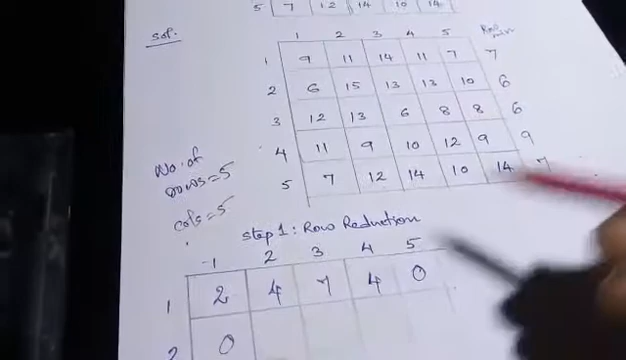 5 7 12 14 10 14
Sol.
1 2 3 4 5 Row min
1 9 11 14 11 7 7
2 6 15 13 13 10 6
3 12 13 6 8 8 6
4 11 9 10 12 9 9
5 7 12 14 10 14 7
No. of
rows=5
cols=5
Step 1: Row Reduction
1 2 3 4 5
1 2 4 7 4 0
2 0